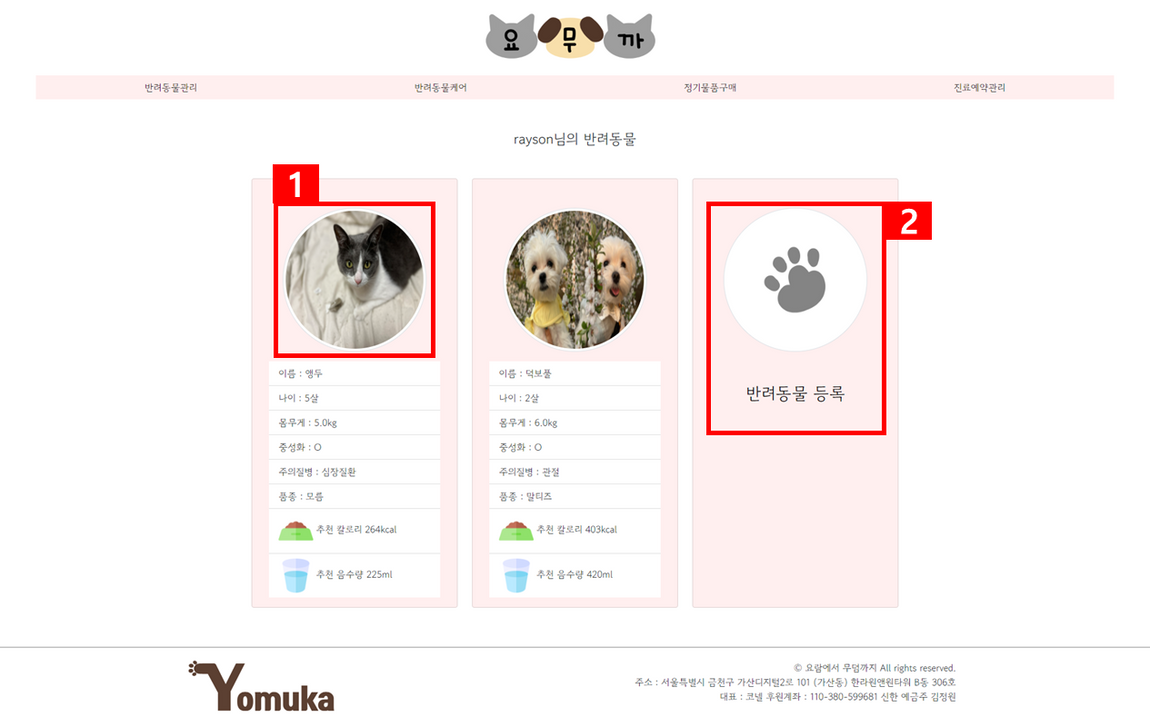 요 무 까
반려동물관리 반려동물케어 정기물품구매 진료예약관리
rayson님의 반려동물
1
2
이름 : 앵두
나이 : 5살
몸무게 : 5.0kg
중성화 : O
주의질병 : 심장질환
품종 : 모름
추천 칼로리 264kcal
추천 음수량 225ml
이름 : 덕보풀
나이 : 2살
몸무게 : 6.0kg
중성화 : O
주의질병 : 관절
품종 : 말티즈
추천 칼로리 403kcal
추천 음수량 420ml
반려동물 등록
Yomuka
© 요람에서 무덤까지 All rights reserved.
주소 : 서울특별시 금천구 가산디지털2로 101 (가산동) 한라원앤원타워 B동 306호
대표 : 코넬 후원계좌 : 110-380-599681 신한 예금주 김정원